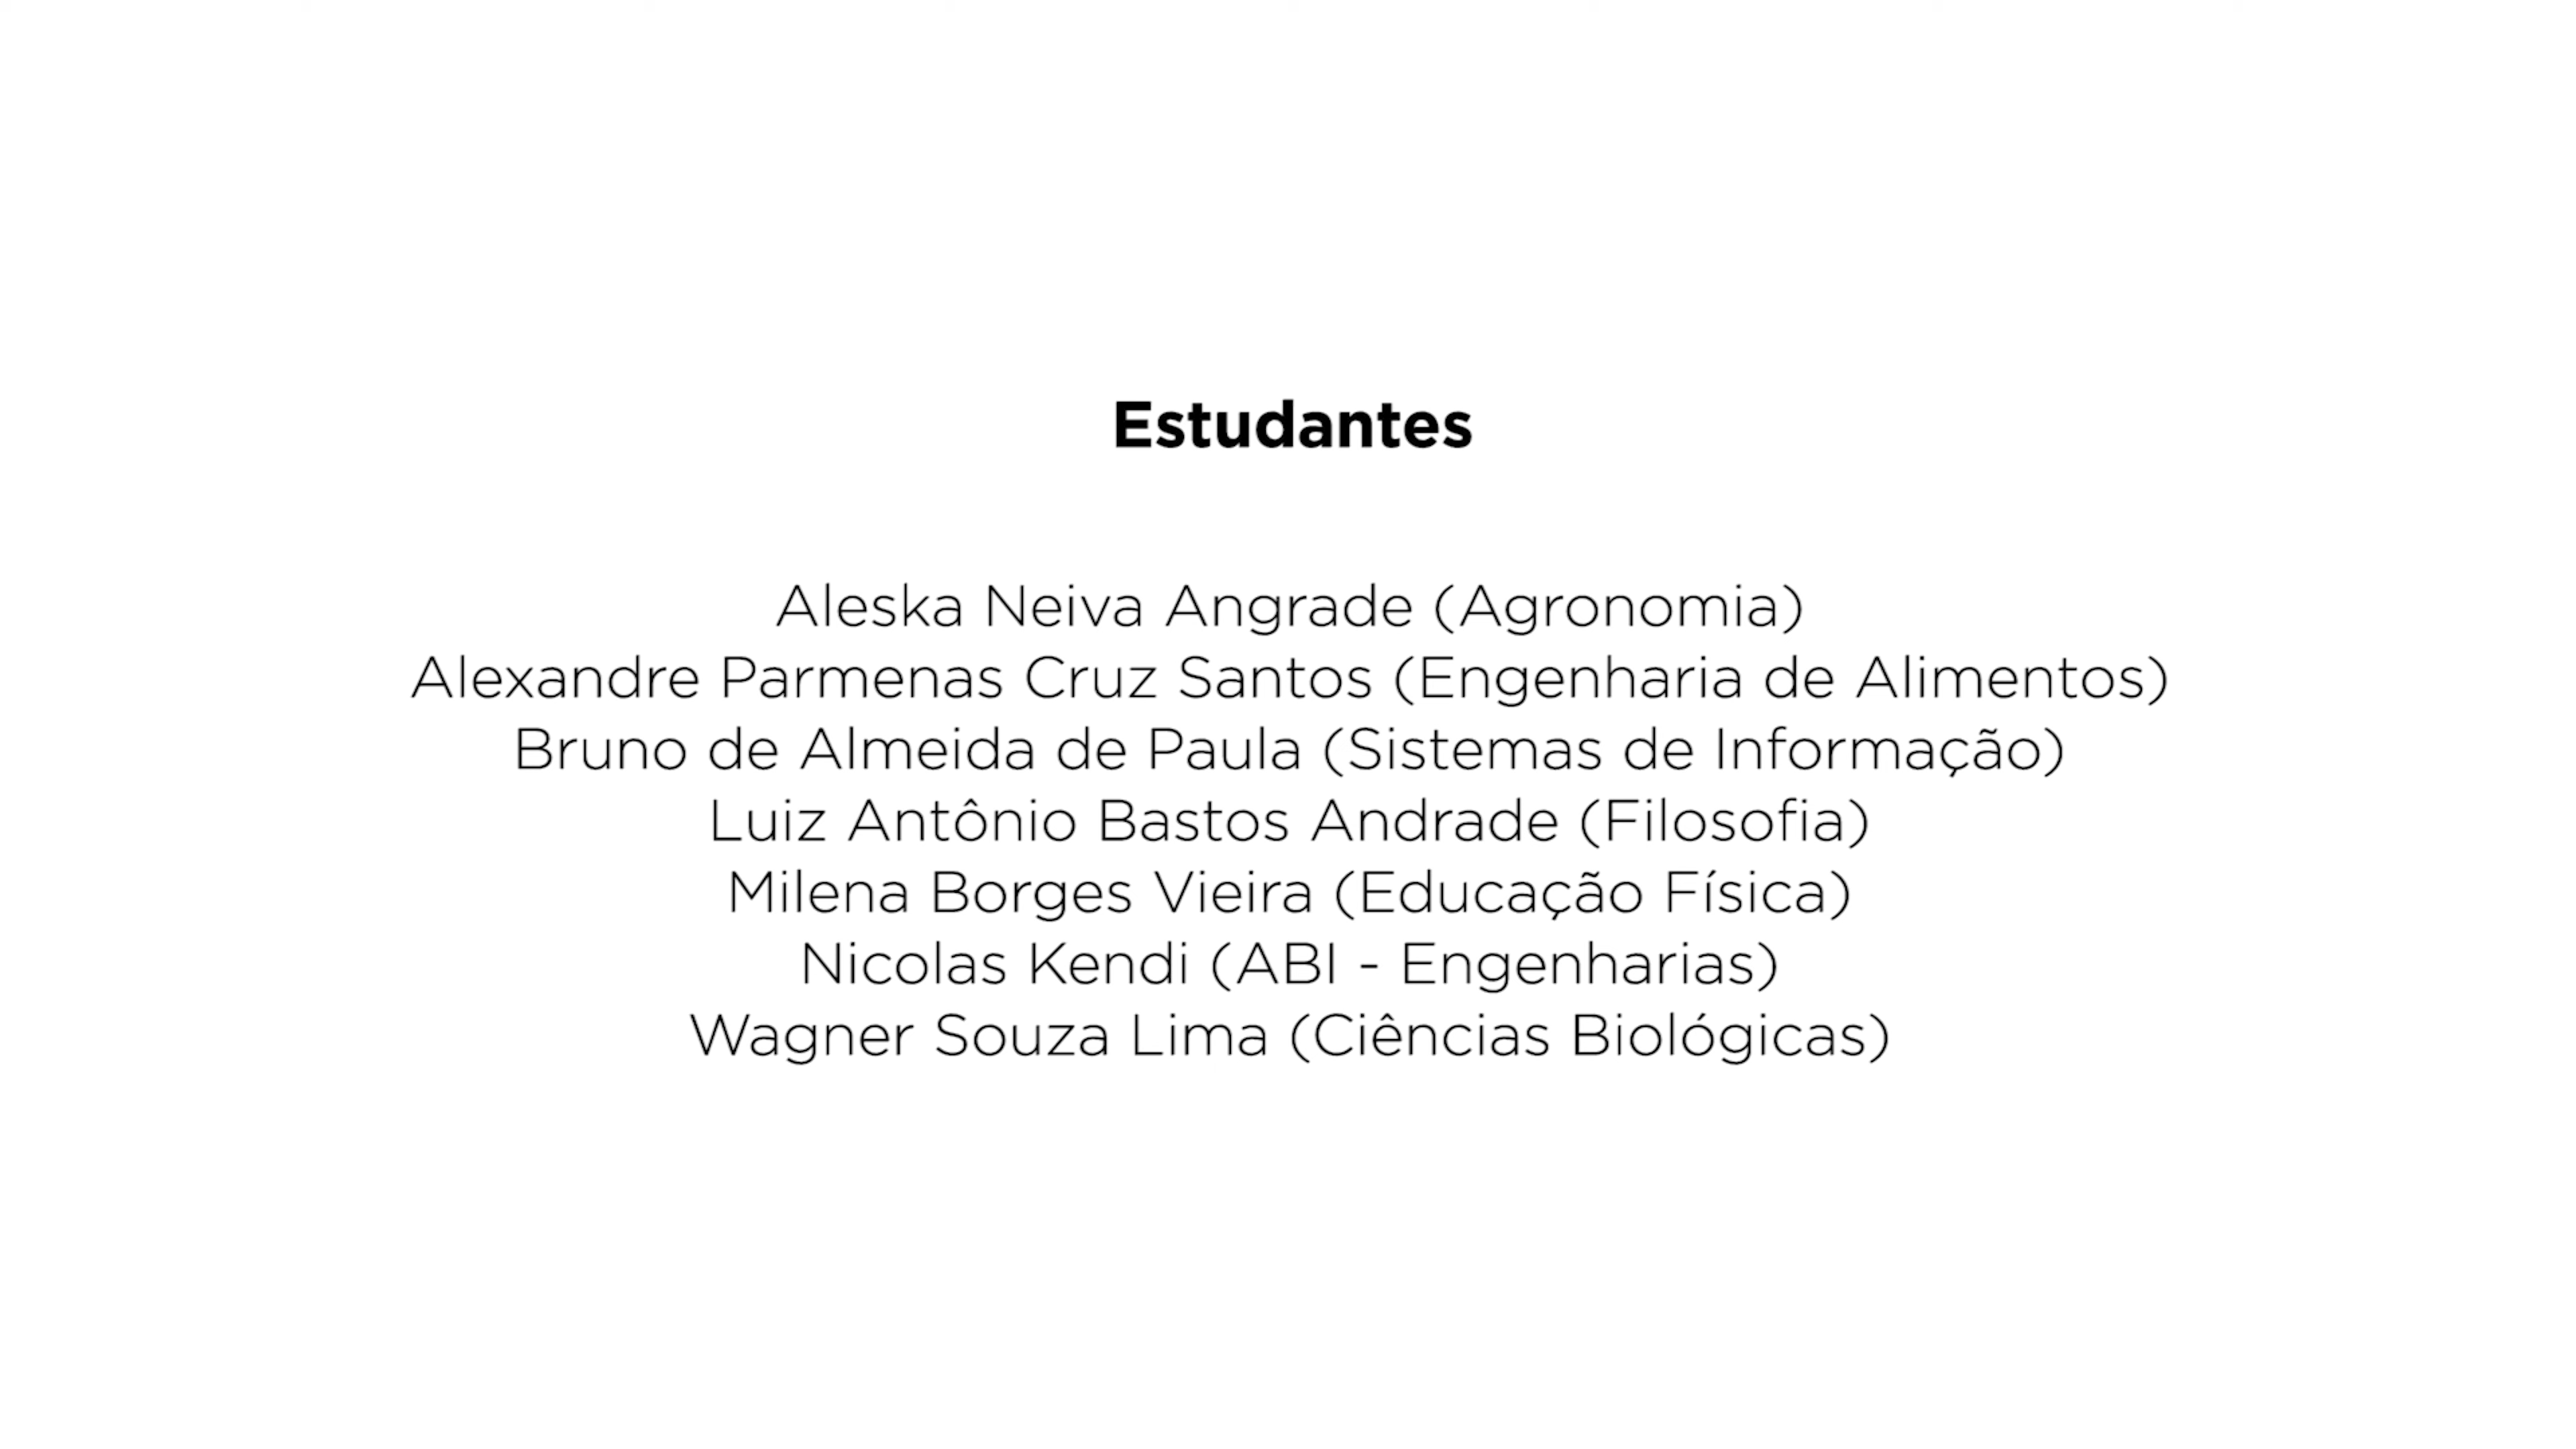 Estudantes
Aleska Neiva Angrade (Agronomia)
Alexandre Parmenas Cruz Santos (Engenharia de Alimentos)
Bruno de Almeida de Paula (Sistemas de Informação)
Luiz Antônio Bastos Andrade (Filosofia)
Milena Borges Vieira (Educação Física)
Nicolas Kendi (ABI - Engenharias)
Wagner Souza Lima (Ciências Biológicas)